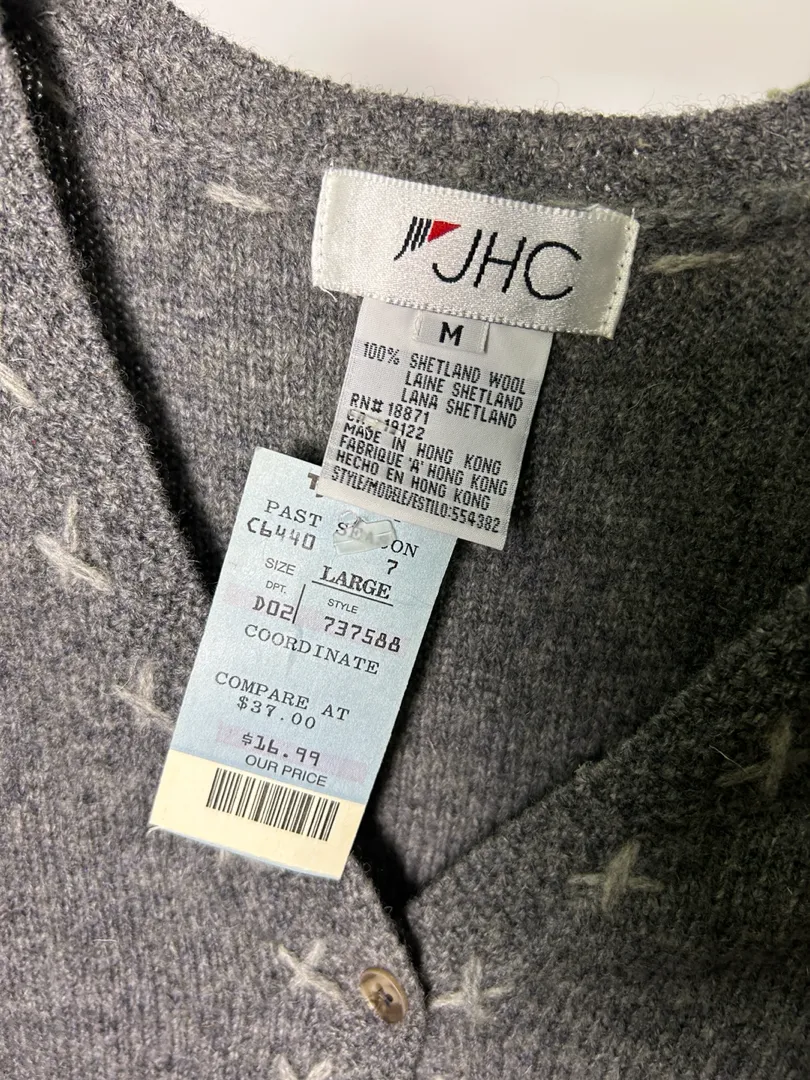 JHC
M
100% SHETLAND WOOL
LAINE SHETLAND
LANA SHETLAND
RN# 18871
19122
MADE IN HONG KONG
FABRIQUE 'A' HONG KONG
HECHO EN HONG KONG
STYLE/MODELE/ESTILO:554382
PAST SEASON
C6440 7
SIZE LARGE
DPT. STYLE
D02 737588
COORDINATE
COMPARE AT
$37.00
$16.99
OUR PRICE